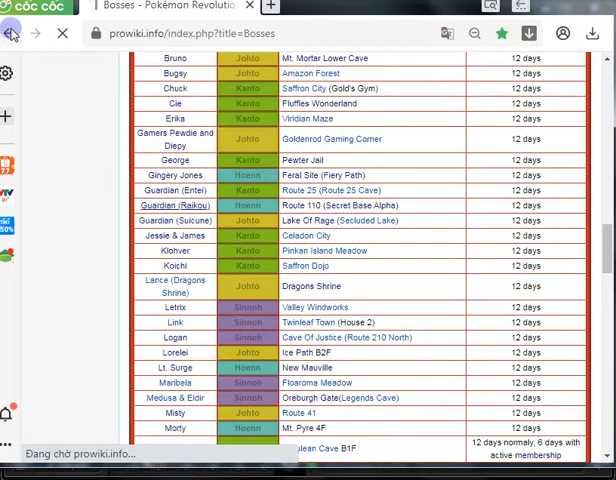 CỐC CỐC Bosses - Pokémon Revolutio
prowiki.info/index.php?title=Bosses
Bruno Johto Mt. Mortar Lower Cave 12 days
Bugsy Johto Amazon Forest 12 days
Chuck Kanto Saffron City (Gold's Gym) 12 days
Cie Kanto Fluffles Wonderland 12 days
Erika Kanto Viridian Maze 12 days
Gamers Pewdie and
Diepy Johto Goldenrod Gaming Corner 12 days
George Kanto Pewter Jail 12 days
Gingery Jones Hoenn Feral Site (Fiery Path) 12 days
Guardian (Entei) Kanto Route 25 (Route 25 Cave) 12 days
Guardian (Raikou) Hoenn Route 110 (Secret Base Alpha) 12 days
Guardian (Suicune) Johto Lake Of Rage (Secluded Lake) 12 days
Jessie & James Kanto Celadon City 12 days
Klohver Kanto Pinkan Island Meadow 12 days
Koichi Kanto Saffron Dojo 12 days
Lance (Dragons
Shrine) Johto Dragons Shrine 12 days
Letrix Sinnoh Valley Windworks 12 days
Link Sinnoh Twinleaf Town (House 2) 12 days
Logan Sinnoh Cave Of Justice (Route 210 North) 12 days
Lorelei Johto Ice Path B2F 12 days
Lt. Surge Hoenn New Mauville 12 days
Maribela Sinnoh Floaroma Meadow 12 days
Medusa & Eldir Sinnoh Oreburgh Gate(Legends Cave) 12 days
Misty Johto Route 41 12 days
Morty Hoenn Mt. Pyre 4F 12 days
ulean Cave B1F 12 days normaly, 6 days with
active membership
Đang chờ prowiki.info...
7.7
50%